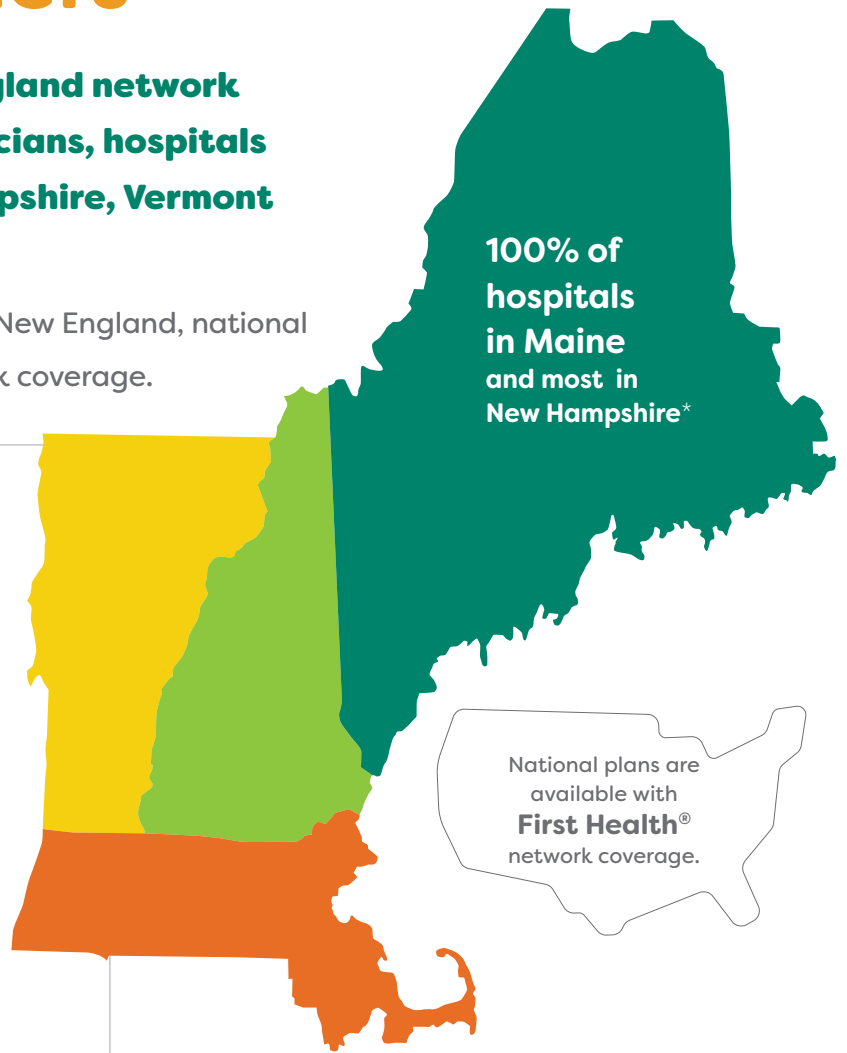 gland network
cians, hospitals
pshire, Vermont
New England, national
k coverage.
100% of
hospitals
in Maine
and most in
New Hampshire*
National plans are
available with
First Health®
network coverage.